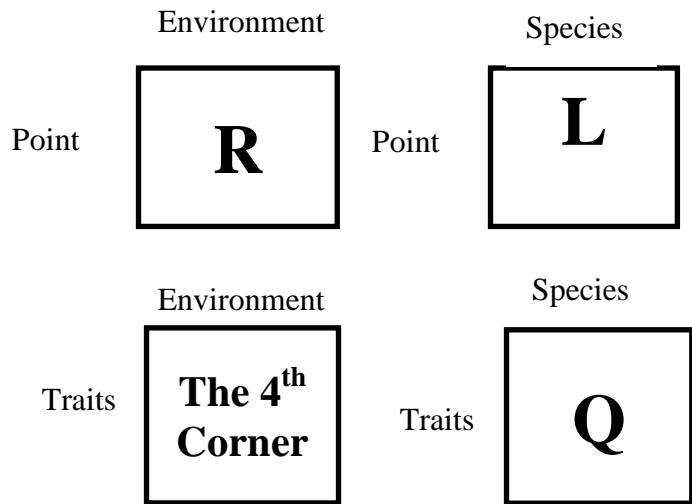 Environment
Species
Point
R
Point
L
Environment
Species
Traits
The 4th
Corner
Traits
Q